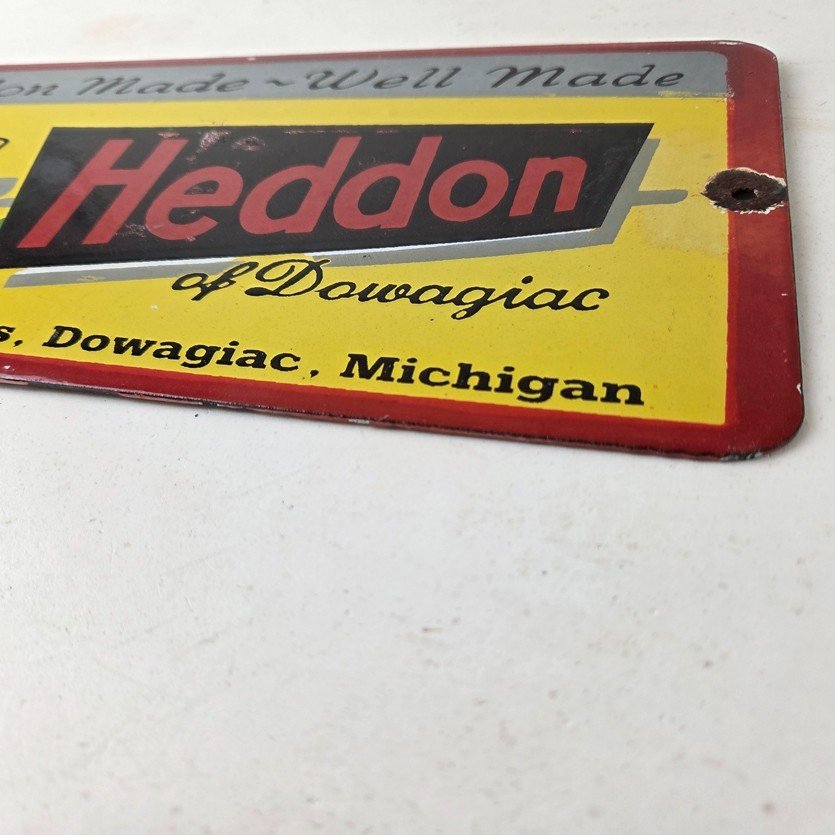 on Made ~ Well Made
Heddon
of Dowagiac
s, Dowagiac, Michigan